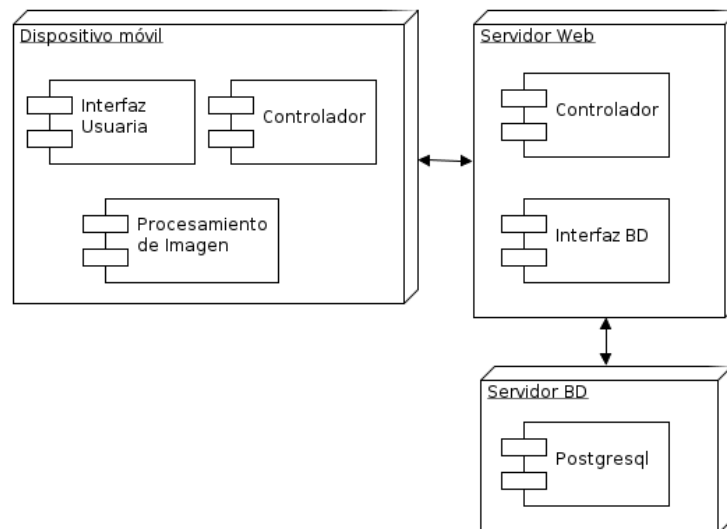 Dispositivo móvil
Interfaz
Usuaria
Controlador
Procesamiento
de Imagen
Servidor Web
Controlador
Interfaz BD
Servidor BD
Postgresql